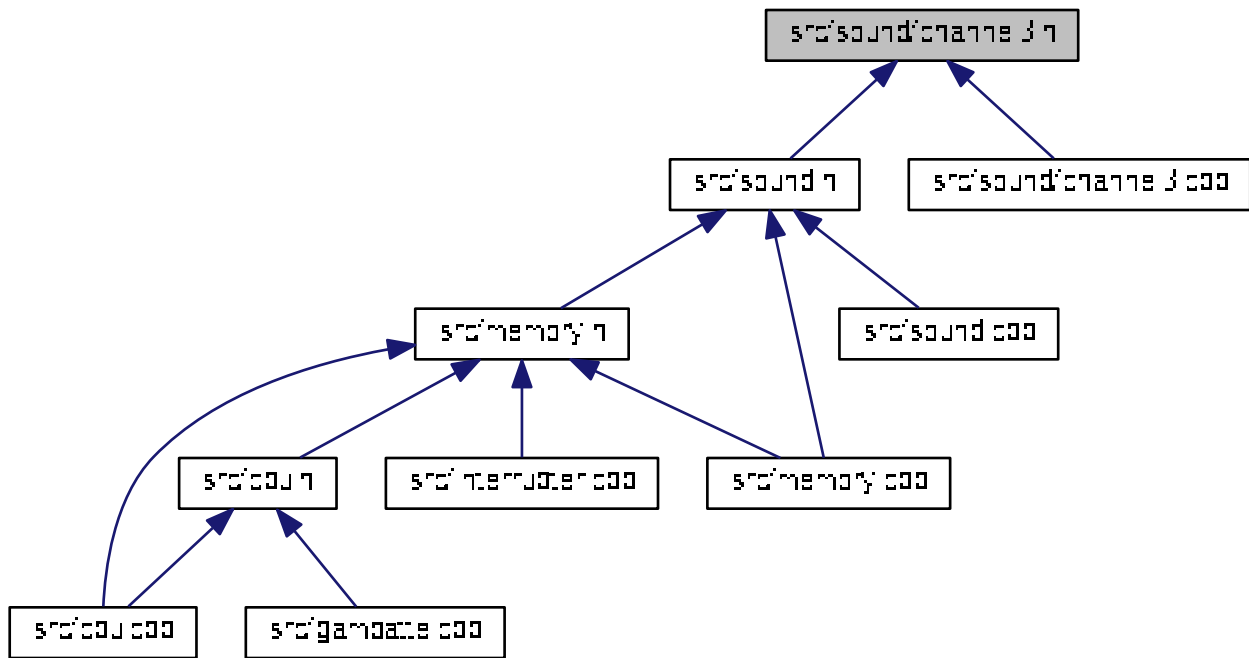 src/sound/channel3.h
src/sound.h
src/sound/channel3.cpp
src/memory.h
src/sound.cpp
src/cpu.h
src/interrupter.cpp
src/memory.cpp
src/cpu.cpp
src/gambatte.cpp